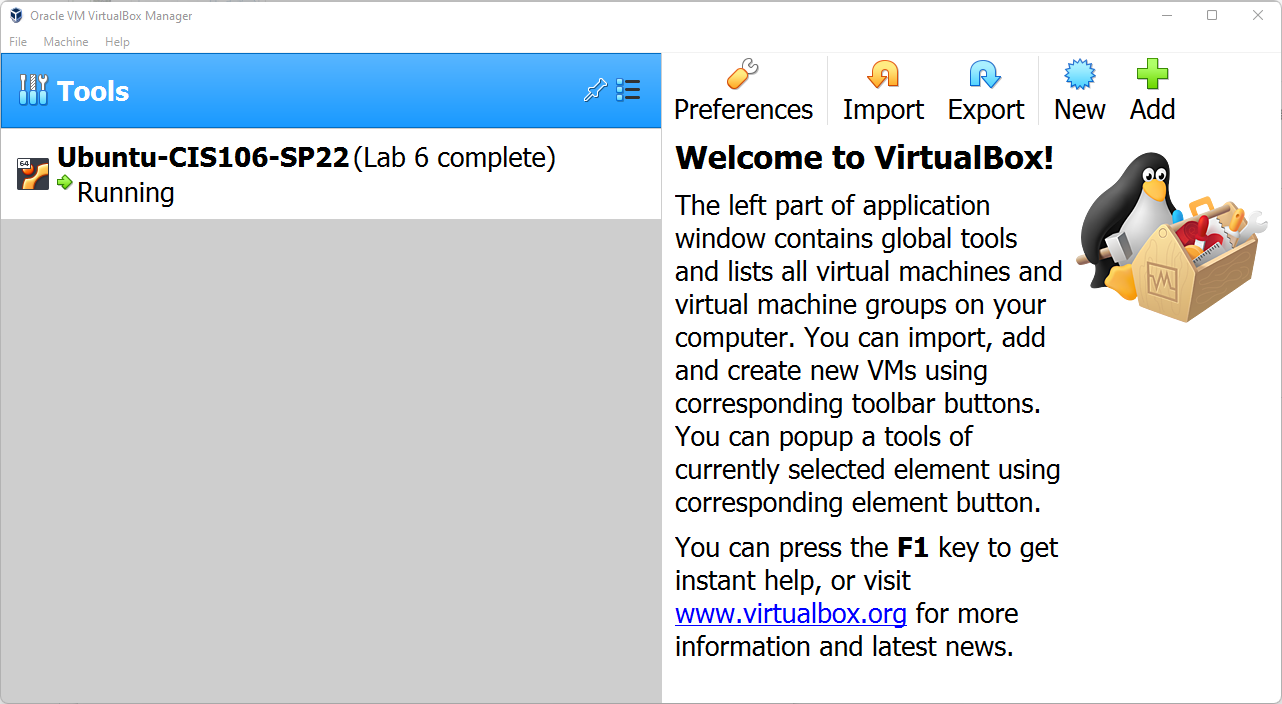 Oracle VM VirtualBox Manager
File Machine Help
Tools
64
Ubuntu-CIS106-SP22 (Lab 6 complete)
Running
Preferences Import Export New Add
Welcome to VirtualBox!
The left part of application
window contains global tools
and lists all virtual machines and
virtual machine groups on your
computer. You can import, add
and create new VMs using
corresponding toolbar buttons.
You can popup a tools of
currently selected element using
corresponding element button.
You can press the F1 key to get
instant help, or visit
www.virtualbox.org for more
information and latest news.